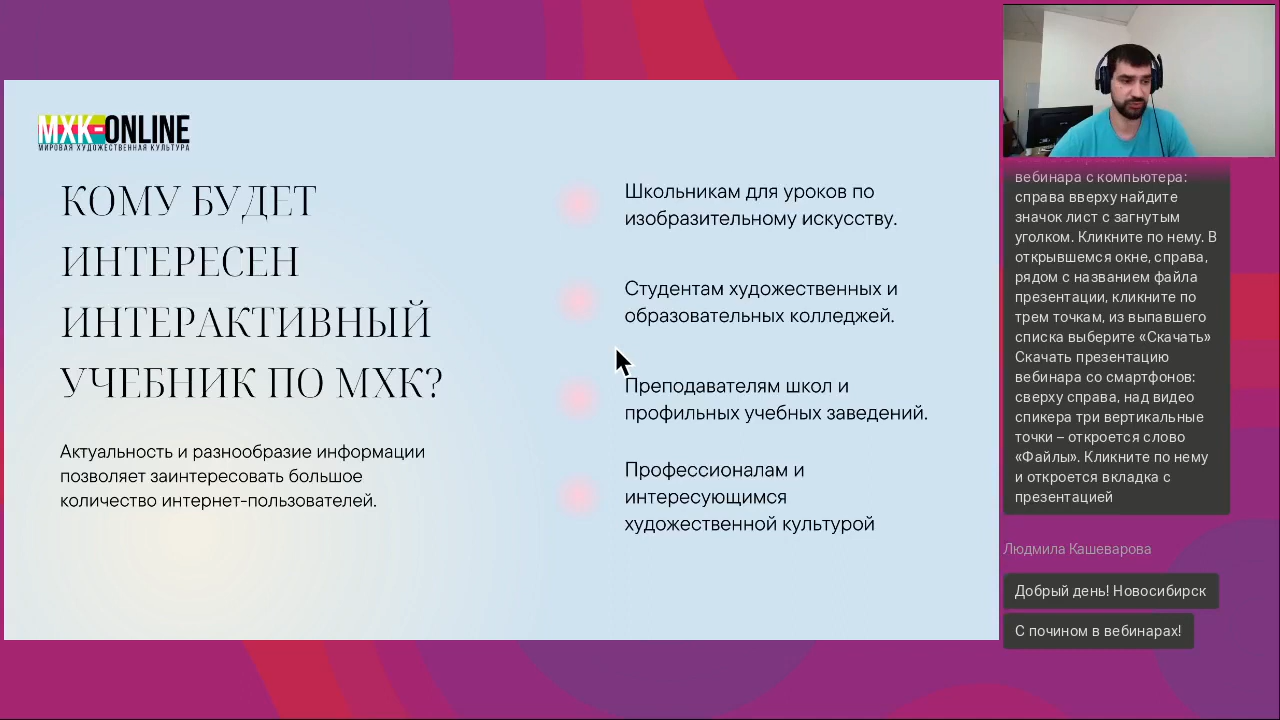 МХК-ONLINE
МИРОВАЯ ХУДОЖЕСТВЕННАЯ КУЛЬТУРА
КОМУ БУДЕТ
ИНТЕРЕСЕН
ИНТЕРАКТИВНЫЙ
УЧЕБНИК ПО МХК?
Актуальность и разнообразие информации
позволяет заинтересовать большое
количество интернет-пользователей.
Школьникам для уроков по
изобразительному искусству.
Студентам художественных и
образовательных колледжей.
Преподавателям школ и
профильных учебных заведений.
Профессионалам и
интересующимся
художественной культурой
вебинара с компьютера:
справа вверху найдите
значок лист с загнутым
уголком. Кликните по нему. В
открывшемся окне, справа,
рядом с названием файла
презентации, кликните по
трем точкам, из выпавшего
списка выберите «Скачать»
Скачать презентацию
вебинара со смартфонов:
сверху справа, над видео
спикера три вертикальные
точки – откроется слово
«Файлы». Кликните по нему
и откроется вкладка с
презентацией
Людмила Кашеварова
Добрый день! Новосибирск
С почином в вебинарах!